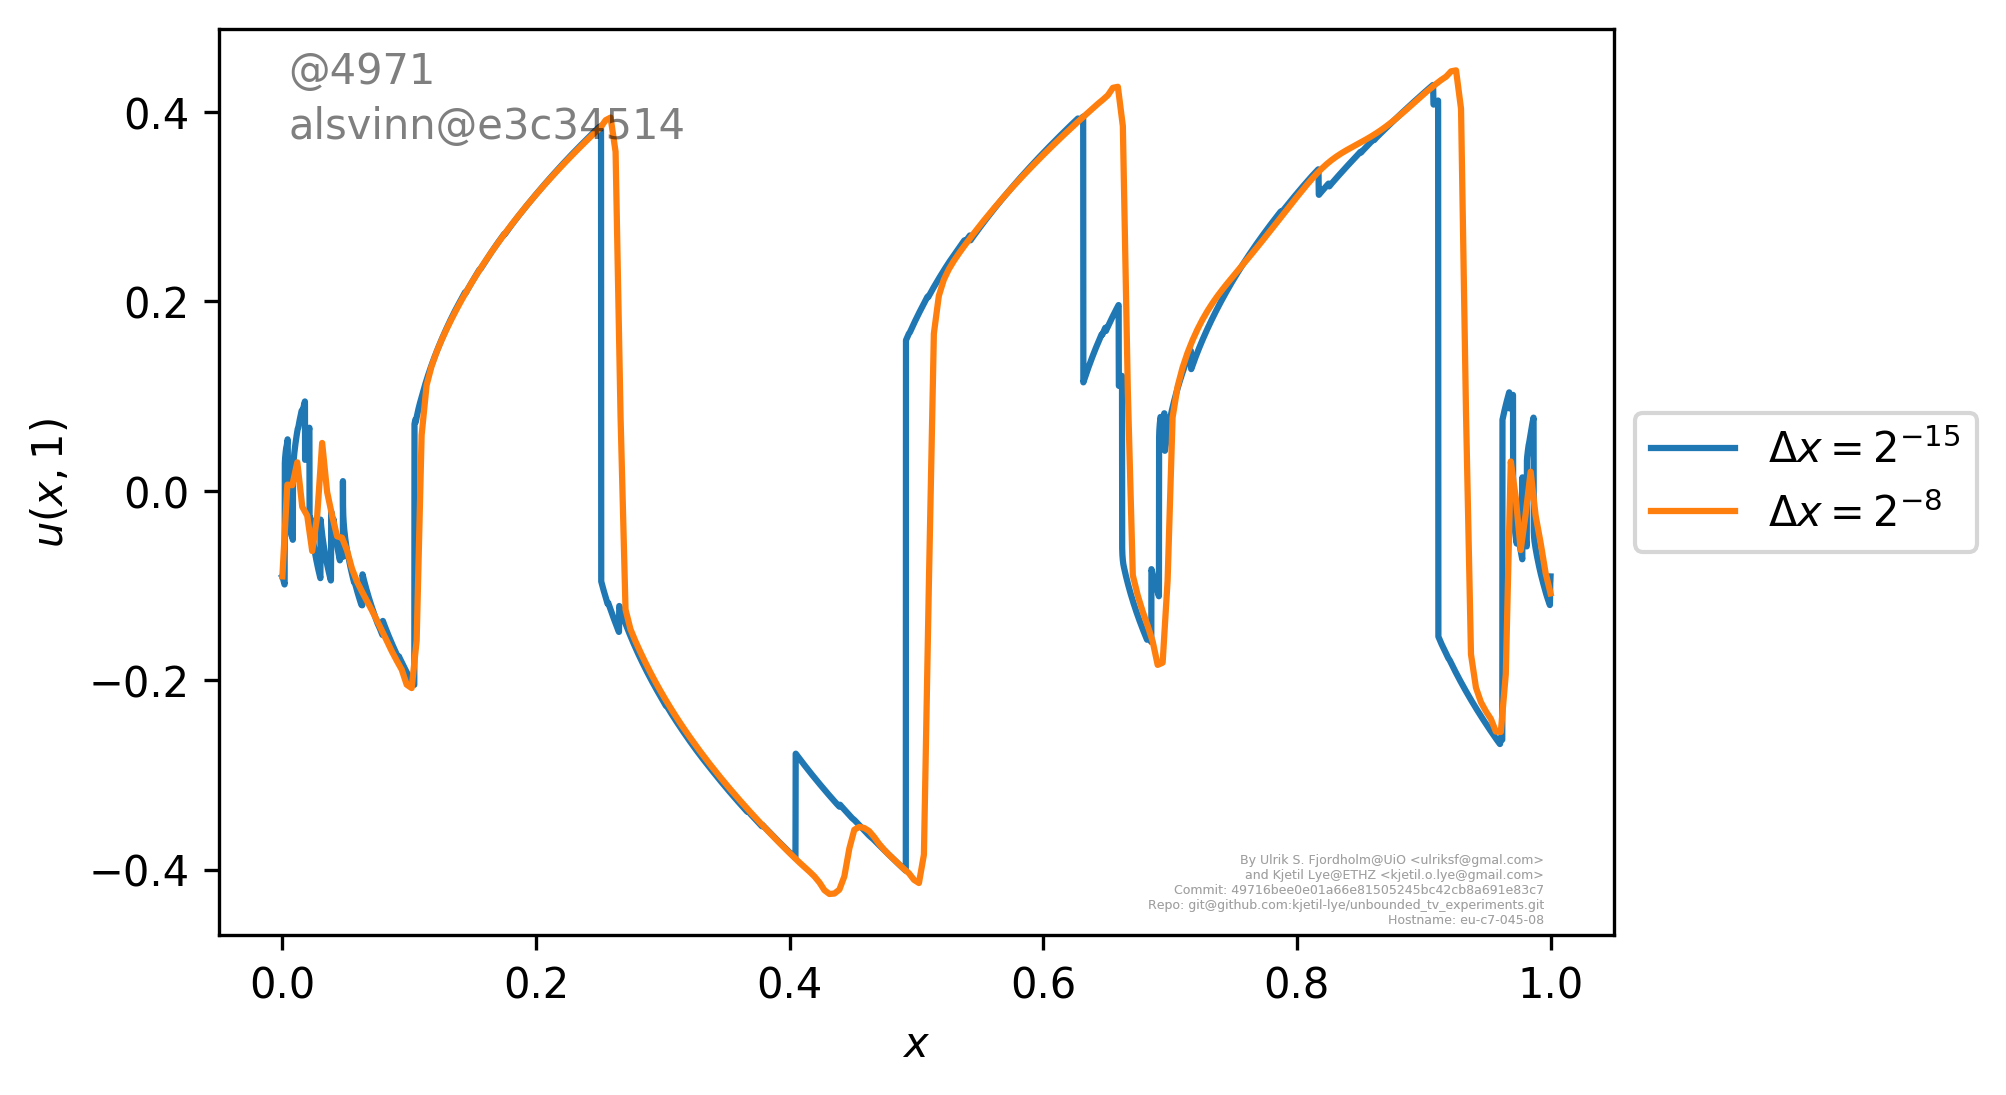 @4971
alsvinn@e3c34514
0.4
0.2
0.0
−0.2
−0.4
u(x, 1)
Δx = 2⁻¹⁵
Δx = 2⁻⁸
By Ulrik S. Fjordholm@UiO <ulriksf@gmal.com>
and Kjetil Lye@ETHZ <kjetil.o.lye@gmail.com>
Commit: 49716bee0e01a66e81505245bc42cb8a691e83c7
Repo: git@github.com:kjetil-lye/unbounded_tv_experiments.git
Hostname: eu-c7-045-08
0.0 0.2 0.4 0.6 0.8 1.0
x